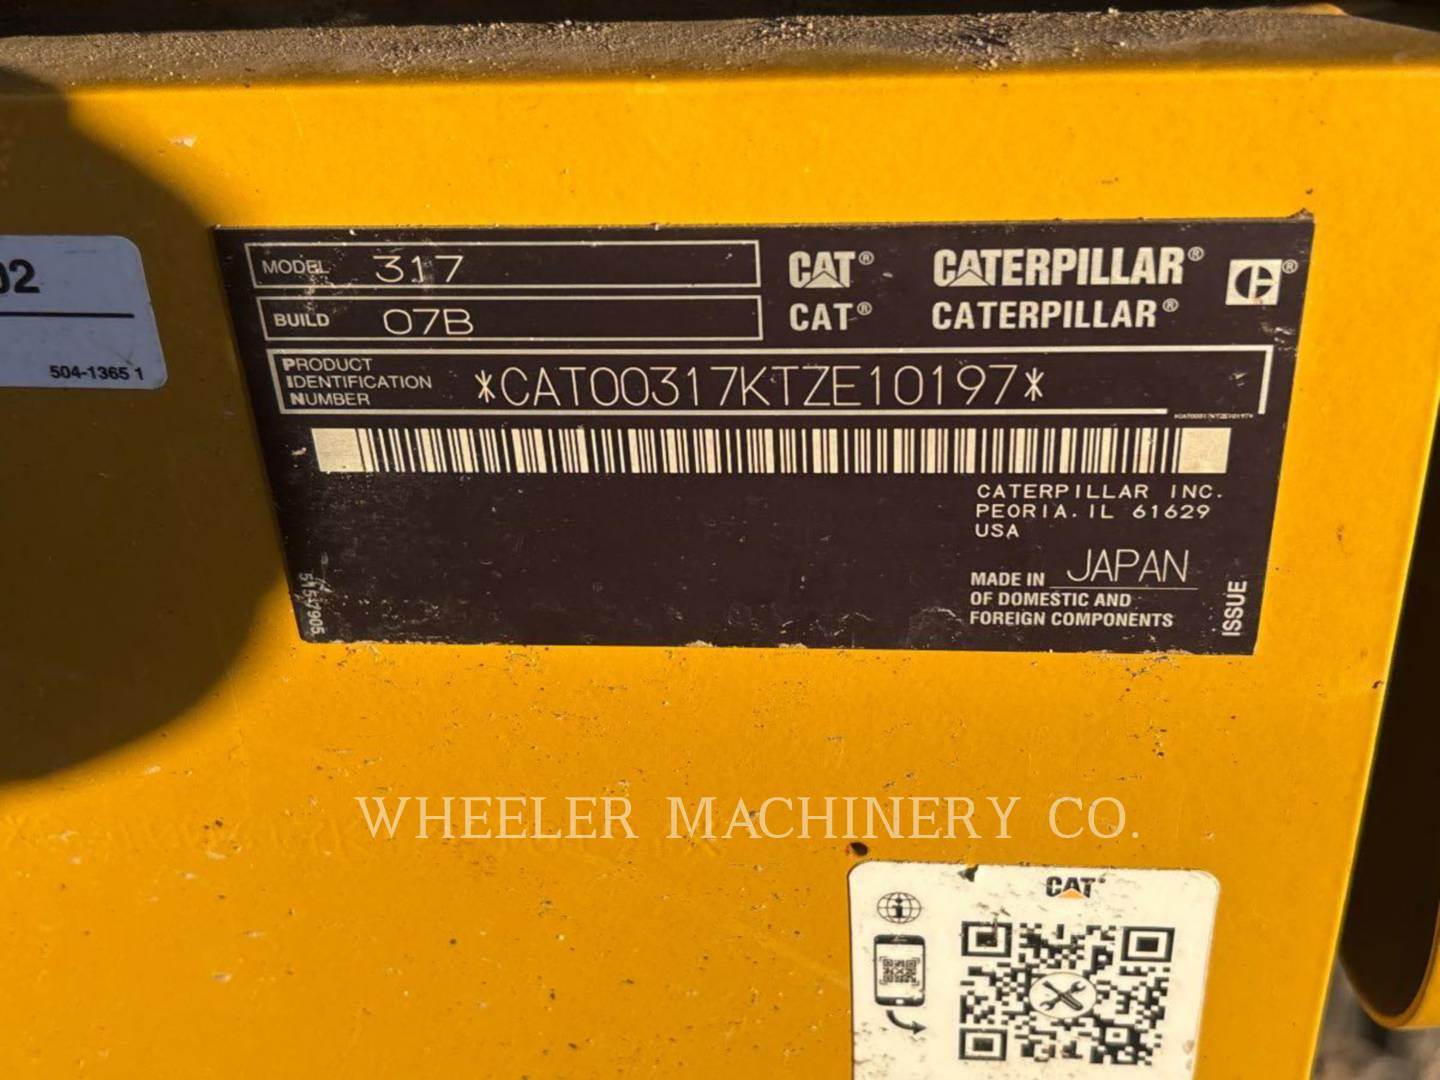 02
504-1365 1
MODEL 317
BUILD 07B
CAT® CATERPILLAR®
CAT® CATERPILLAR®
PRODUCT
IDENTIFICATION
NUMBER
*CAT00317KTZE10197*
*CAT00317KTZE10197*
CATERPILLAR INC.
PEORIA. IL 61629
USA
MADE IN JAPAN
OF DOMESTIC AND
FOREIGN COMPONENTS
ISSUE
WHEELER MACHINERY CO.
CAT